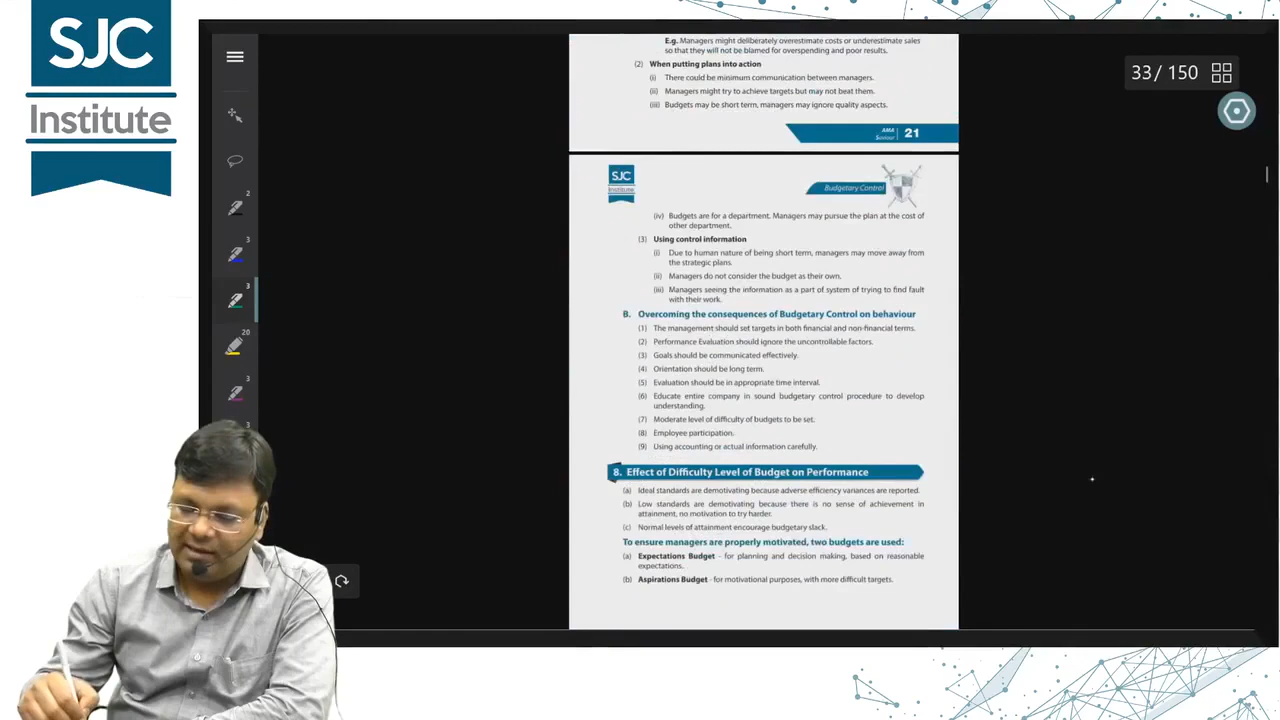 SJC
Institute
33/ 150
2
3
3
20
3
3
E.g. Managers might deliberately overestimate costs or underestimate sales
so that they will not be blamed for overspending and poor results.
(2) When putting plans into action
(i) There could be minimum communication between managers.
(ii) Managers might try to achieve targets but may not beat them.
(iii) Budgets may be short term, managers may ignore quality aspects.
AMA
Saviour 21
SJC
Institute
Budgetary Control
(iv) Budgets are for a department. Managers may pursue the plan at the cost of
other department.
(3) Using control information
(i) Due to human nature of being short term, managers may move away from
the strategic plans.
(ii) Managers do not consider the budget as their own.
(iii) Managers seeing the information as a part of system of trying to find fault
with their work.
B. Overcoming the consequences of Budgetary Control on behaviour
(1) The management should set targets in both financial and non-financial terms.
(2) Performance Evaluation should ignore the uncontrollable factors.
(3) Goals should be communicated effectively.
(4) Orientation should be long term.
(5) Evaluation should be in appropriate time interval.
(6) Educate entire company in sound budgetary control procedure to develop
understanding.
(7) Moderate level of difficulty of budgets to be set.
(8) Employee participation.
(9) Using accounting or actual information carefully.
8. Effect of Difficulty Level of Budget on Performance
(a) Ideal standards are demotivating because adverse efficiency variances are reported.
(b) Low standards are demotivating because there is no sense of achievement in
attainment, no motivation to try harder.
(c) Normal levels of attainment encourage budgetary slack.
To ensure managers are properly motivated, two budgets are used:
(a) Expectations Budget - for planning and decision making, based on reasonable
expectations.
(b) Aspirations Budget - for motivational purposes, with more difficult targets.